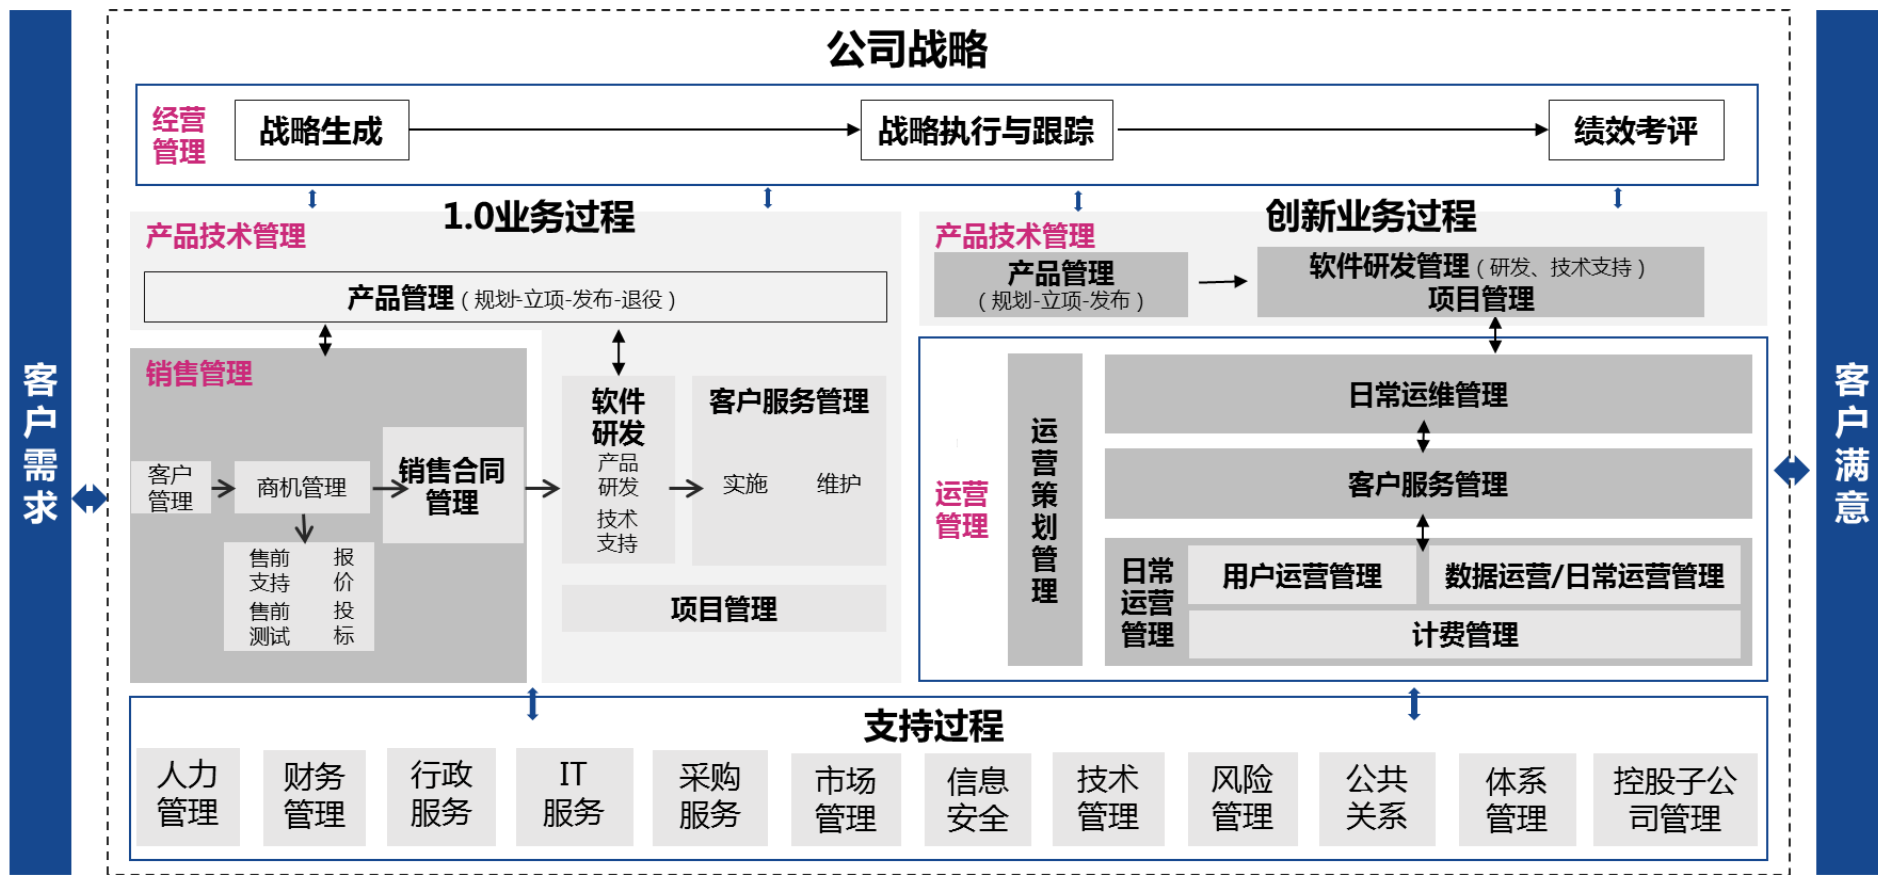 公司战略
客户需求
经营
管理
战略生成
战略执行与跟踪
绩效考评
1.0业务过程
产品技术管理
产品管理（规划-立项-发布-退役）
销售管理
客户
管理
商机管理
销售合同
管理
售前
支持
报
价
售前
测试
投
标
软件
研发
产品
研发
技术
支持
客户服务管理
实施
维护
项目管理
创新业务过程
产品技术管理
产品管理
（规划-立项-发布）
软件研发管理（研发、技术支持）
项目管理
运营
管理
运营策划管理
日常运维管理
客户服务管理
日常
运营
管理
用户运营管理
数据运营/日常运营管理
计费管理
客户满意
支持过程
人力
管理
财务
管理
行政
服务
IT
服务
采购
服务
市场
管理
信息
安全
技术
管理
风险
管理
公共
关系
体系
管理
控股子公
司管理